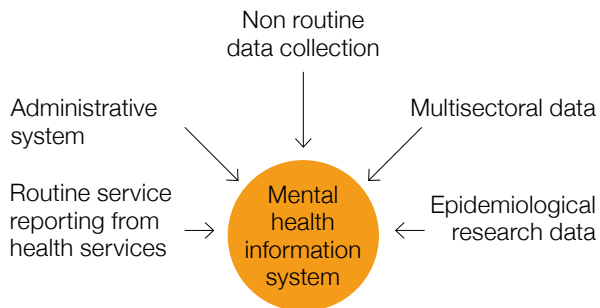 Non routine
data collection
Administrative
system
Multisectoral data
Routine service
reporting from
health services
Mental
health
information
system
Epidemiological
research data